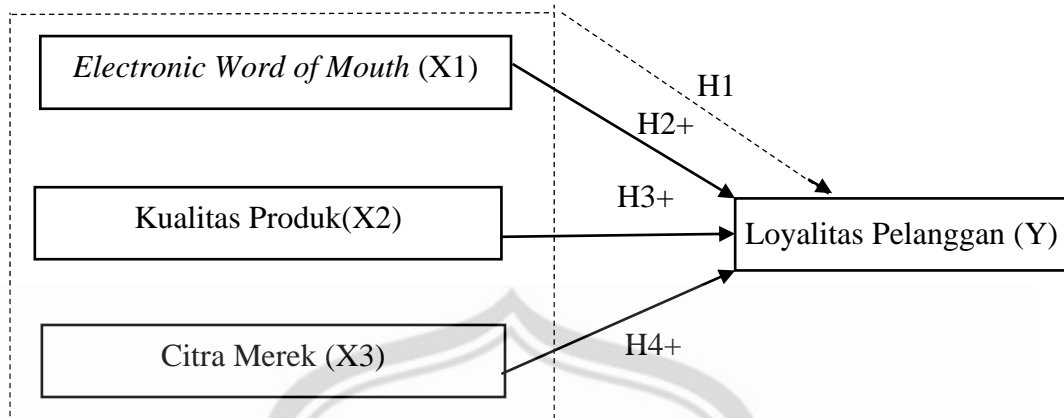 Electronic Word of Mouth (X1)
H1
H2+
Kualitas Produk(X2)
H3+
Loyalitas Pelanggan (Y)
Citra Merek (X3)
H4+